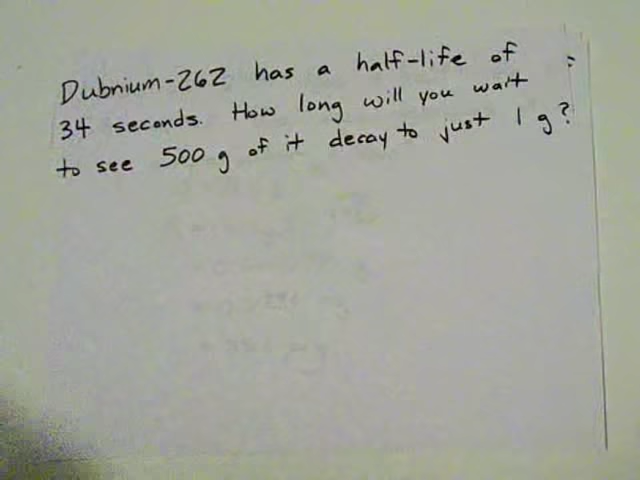 Dubnium-262 has a half-life of
34 seconds. How long will you wait
to see 500 g of it decay to just 1 g?